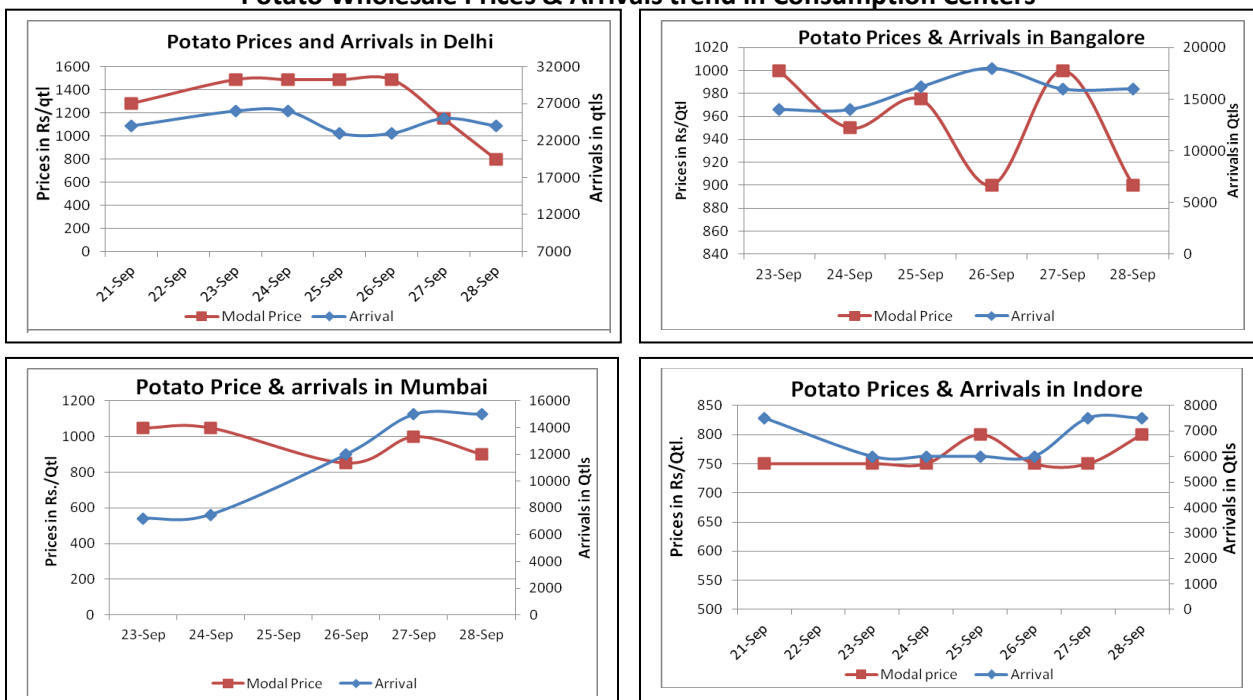 Potato Wholesale Prices & Arrivals trend in Consumption Centers
Potato Prices and Arrivals in Delhi
Prices in Rs/qtl
1600
1400
1200
1000
800
600
400
200
0
32000
27000
22000
17000
12000
7000
Arrivals in qtls
21-Sep
22-Sep
23-Sep
24-Sep
25-Sep
26-Sep
27-Sep
28-Sep
Modal Price
Arrival
Potato Prices & Arrivals in Bangalore
Prices in Rs/Qtl
1020
1000
980
960
940
920
900
880
860
840
20000
15000
10000
5000
0
Arrivals in Qtls
23-Sep
24-Sep
25-Sep
26-Sep
27-Sep
28-Sep
Modal Price
Arrival
Potato Price & arrivals in Mumbai
Prices in Rs./Qtl
1200
1000
800
600
400
200
0
16000
14000
12000
10000
8000
6000
4000
2000
0
Arrivals in Qtls
23-Sep
24-Sep
25-Sep
26-Sep
27-Sep
28-Sep
Modal Price
Arrival
Potato Prices & Arrivals in Indore
Prices in Rs/Qtl.
850
800
750
700
650
600
550
500
8000
7000
6000
5000
4000
3000
2000
1000
0
Arrivals in Qtls
21-Sep
22-Sep
23-Sep
24-Sep
25-Sep
26-Sep
27-Sep
28-Sep
Modal price
Arrival